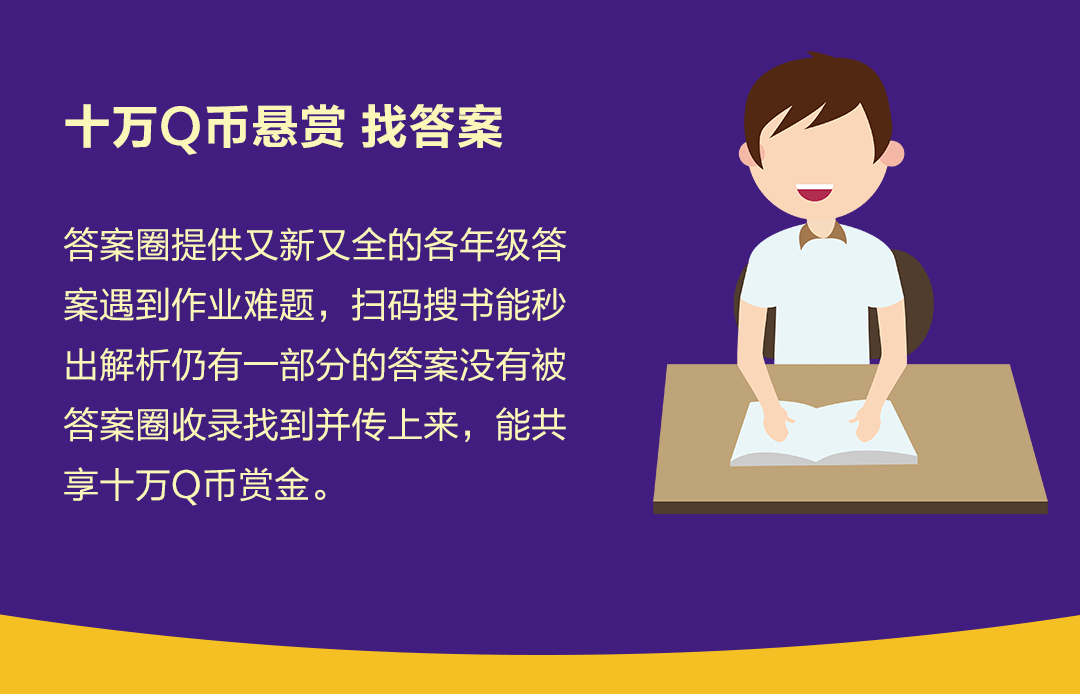 十万Q币悬赏 找答案
答案圈提供又新又全的各年级答
案遇到作业难题，扫码搜书能秒
出解析仍有一部分的答案没有被
答案圈收录找到并传上来，能共
享十万Q币赏金。